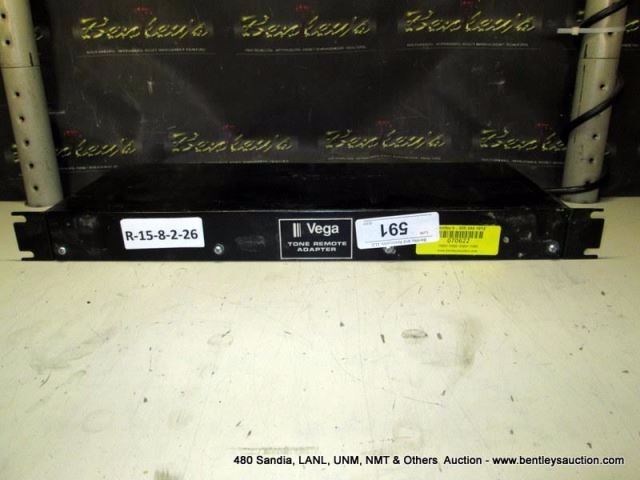 Bentley's Bentley's Bentley's
Bentley's Bentley's Bentley's
R-15-8-2-26
Vega
TONE REMOTE
ADAPTER
591
070622
480 Sandia, LANL, UNM, NMT & Others Auction - www.bentleysauction.com